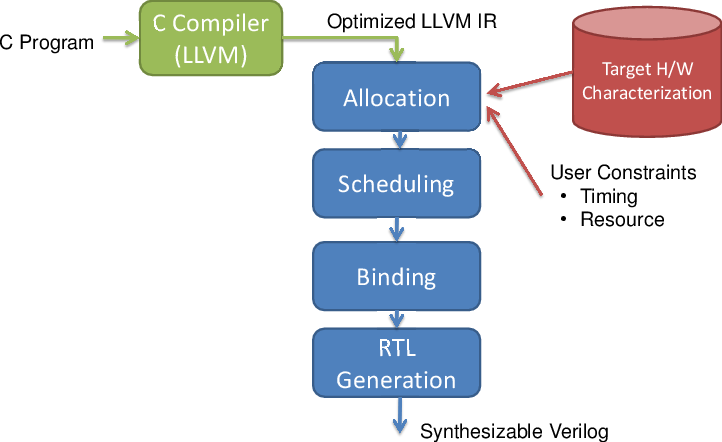 C Program
C Compiler
(LLVM)
Optimized LLVM IR
Target H/W
Characterization
Allocation
User Constraints
• Timing
• Resource
Scheduling
Binding
RTL
Generation
Synthesizable Verilog